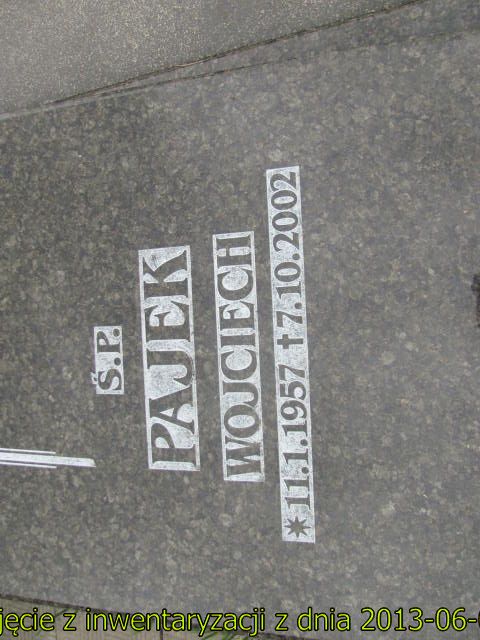 Ś.P.
PAJEK
WOJCIECH
*11.1.1957 †7.10.2002
jęcie z inwentaryzacji z dnia 2013-06-